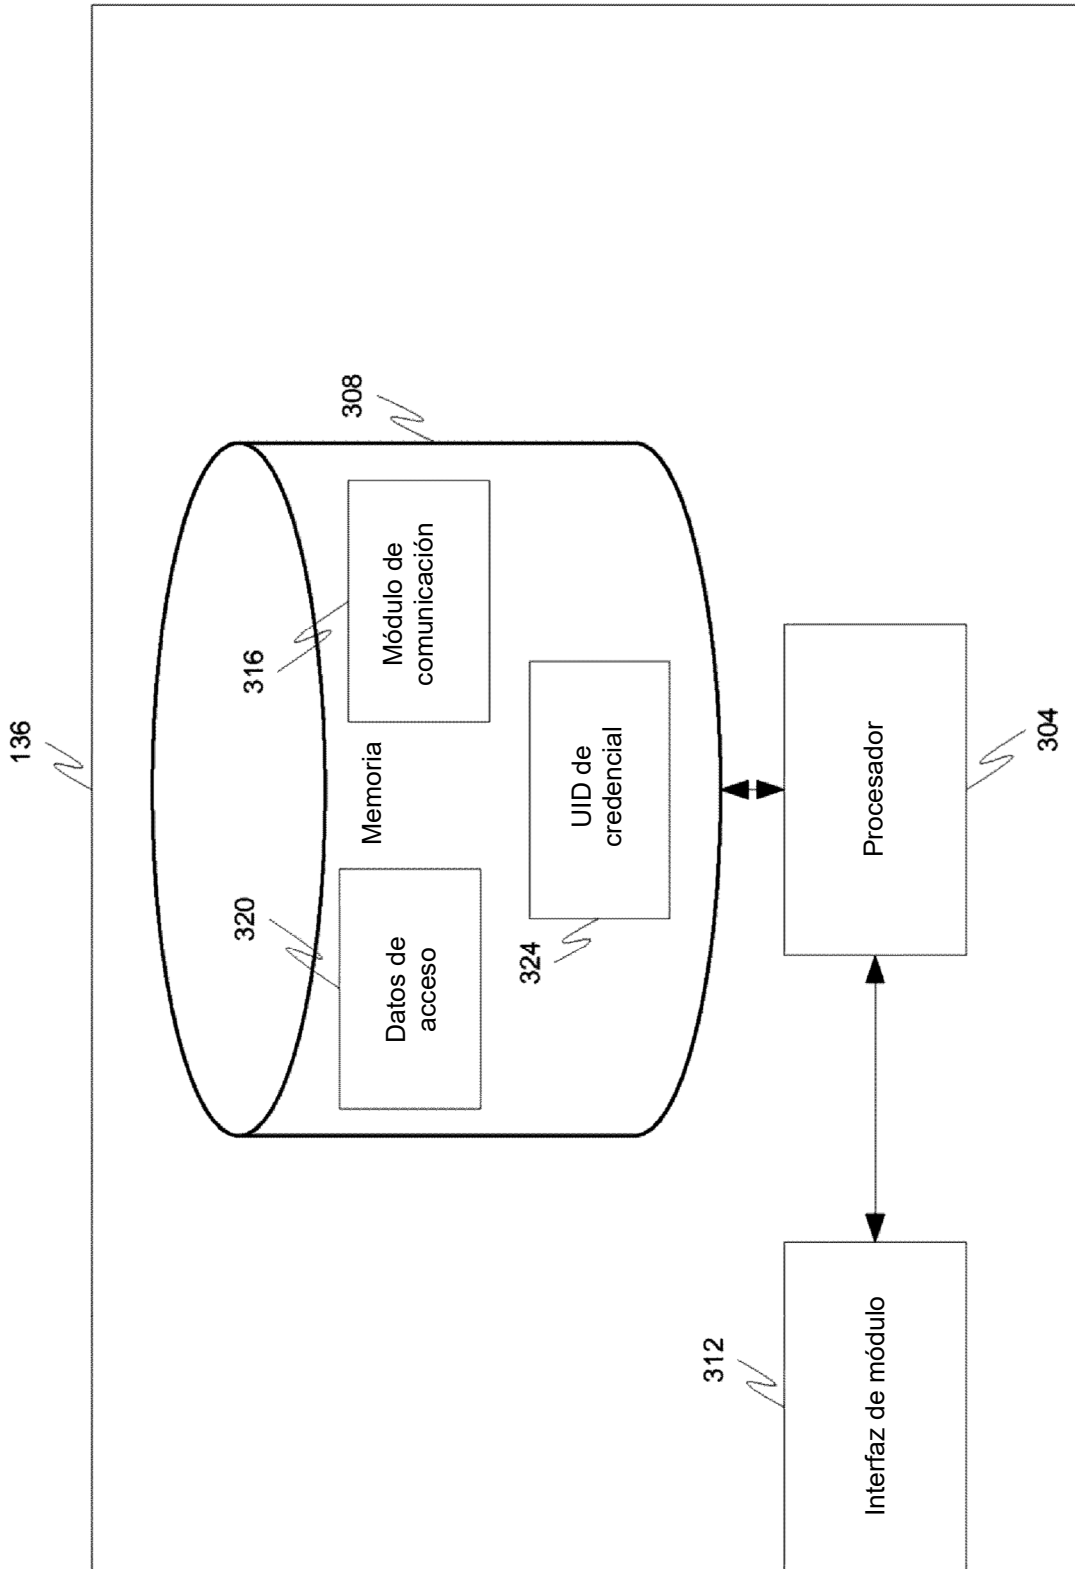 136
320
316
308
Memoria
Datos de
acceso
Módulo de
comunicación
324
UID de
credencial
312
Interfaz de módulo
Procesador
304